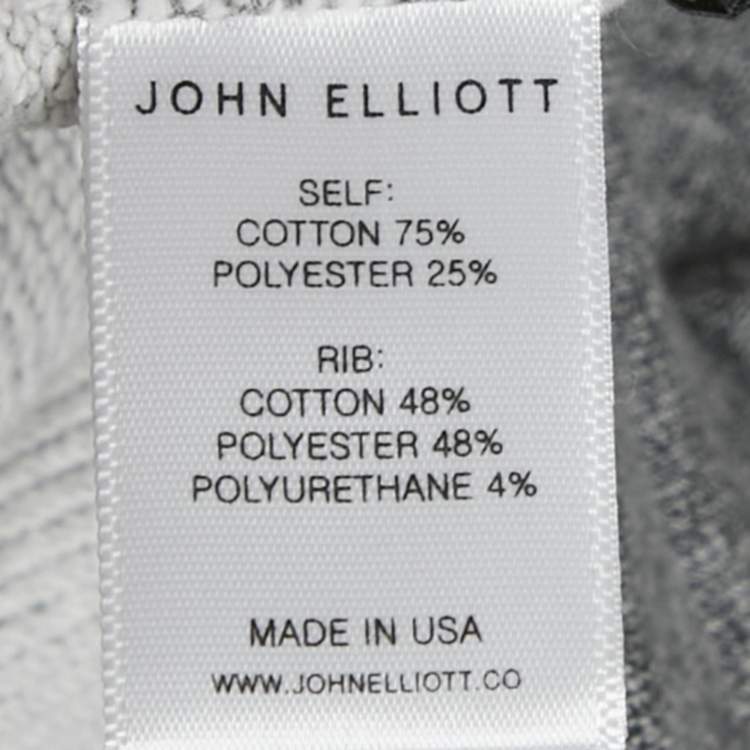 JOHN ELLIOTT
SELF:
COTTON 75%
POLYESTER 25%
RIB:
COTTON 48%
POLYESTER 48%
POLYURETHANE 4%
MADE IN USA
WWW.JOHNELLIOTT.CO